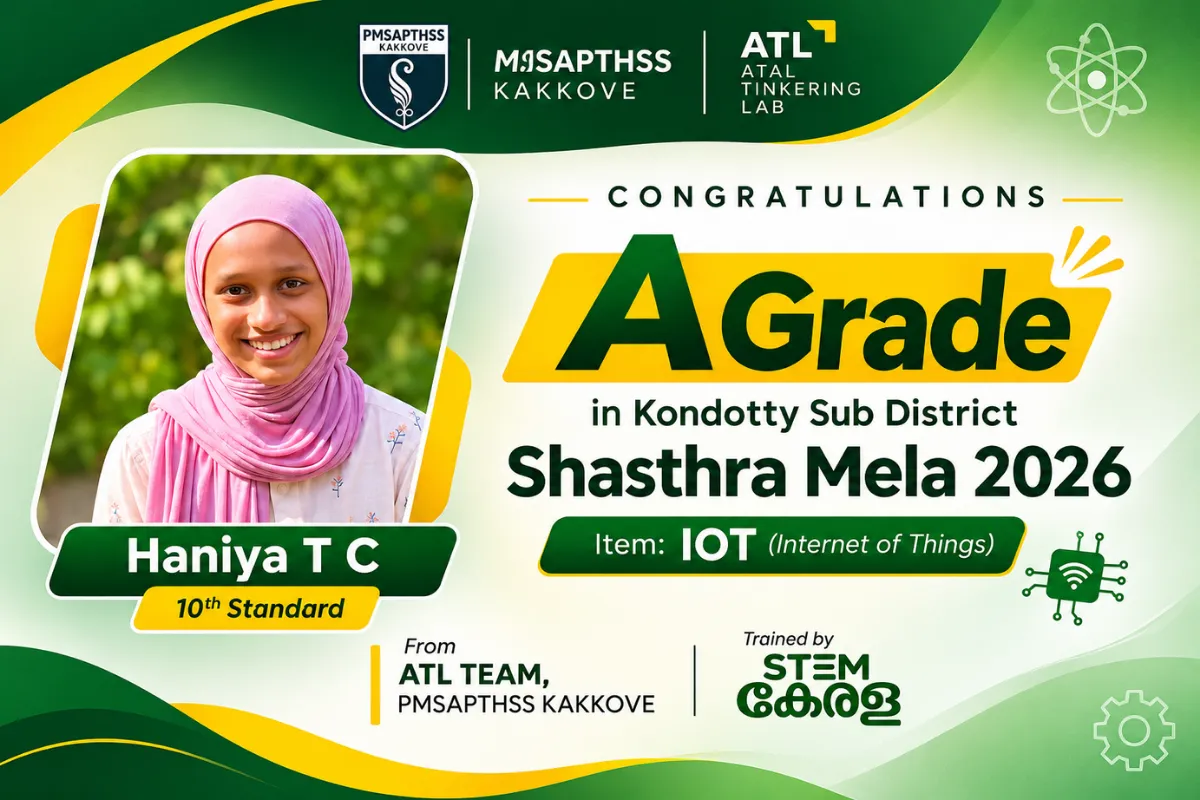 PMSAPTHSS
KAKKOVE
KAKKOVE
ATL
ATAL
TINKERING
LAB
CONGRATULATIONS
A Grade
in Kondotty Sub District
Shasthra Mela 2026
Item: IOT (Internet of Things)
Haniya T C
10th Standard
From
ATL TEAM,
PMSAPTHSS KAKKOVE
Trained by
STEM
കേരള